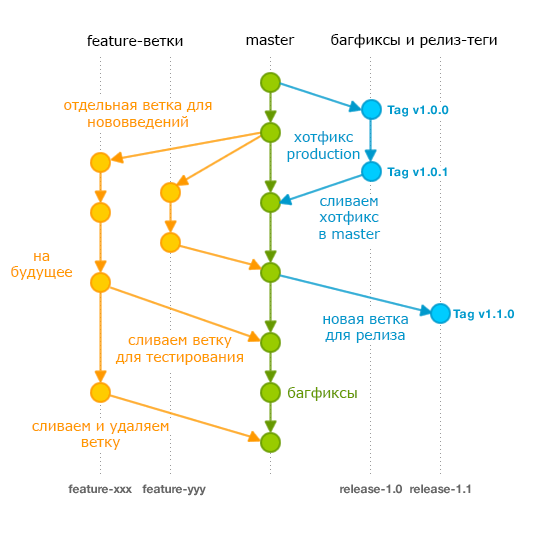 feature-ветки
master
багфиксы и релиз-теги
отдельная ветка для
нововведений
Tag v1.0.0
хотфикс
production
Tag v1.0.1
сливаем
хотфикс
в master
на
будущее
новая ветка
для релиза
Tag v1.1.0
сливаем ветку
для тестирования
багфиксы
сливаем и удаляем
ветку
feature-xxx
feature-yyy
release-1.0
release-1.1